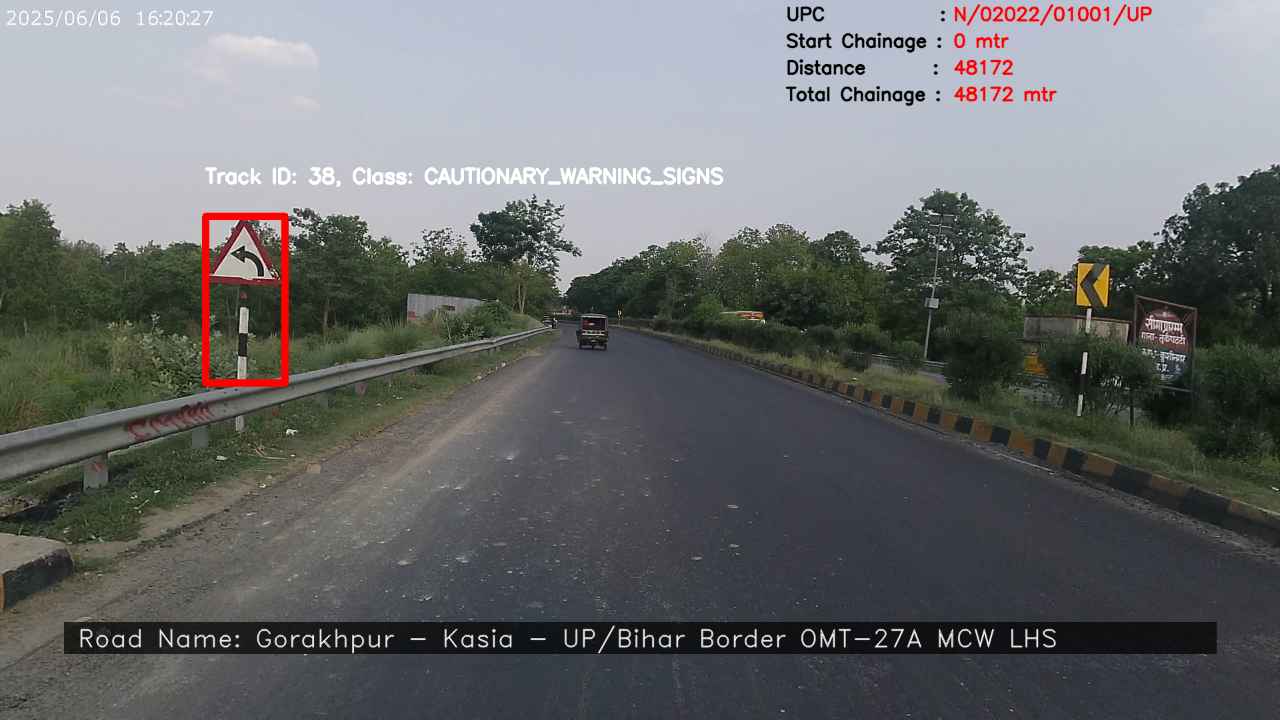 2025/06/06 16:20:27
UPC : N/02022/01001/UP
Start Chainage : 0 mtr
Distance : 48172
Total Chainage : 48172 mtr
Track ID: 38, Class: CAUTIONARY_WARNING_SIGNS
सीमाप्रारम्भ
Road Name: Gorakhpur - Kasia - UP/Bihar Border OMT-27A MCW LHS